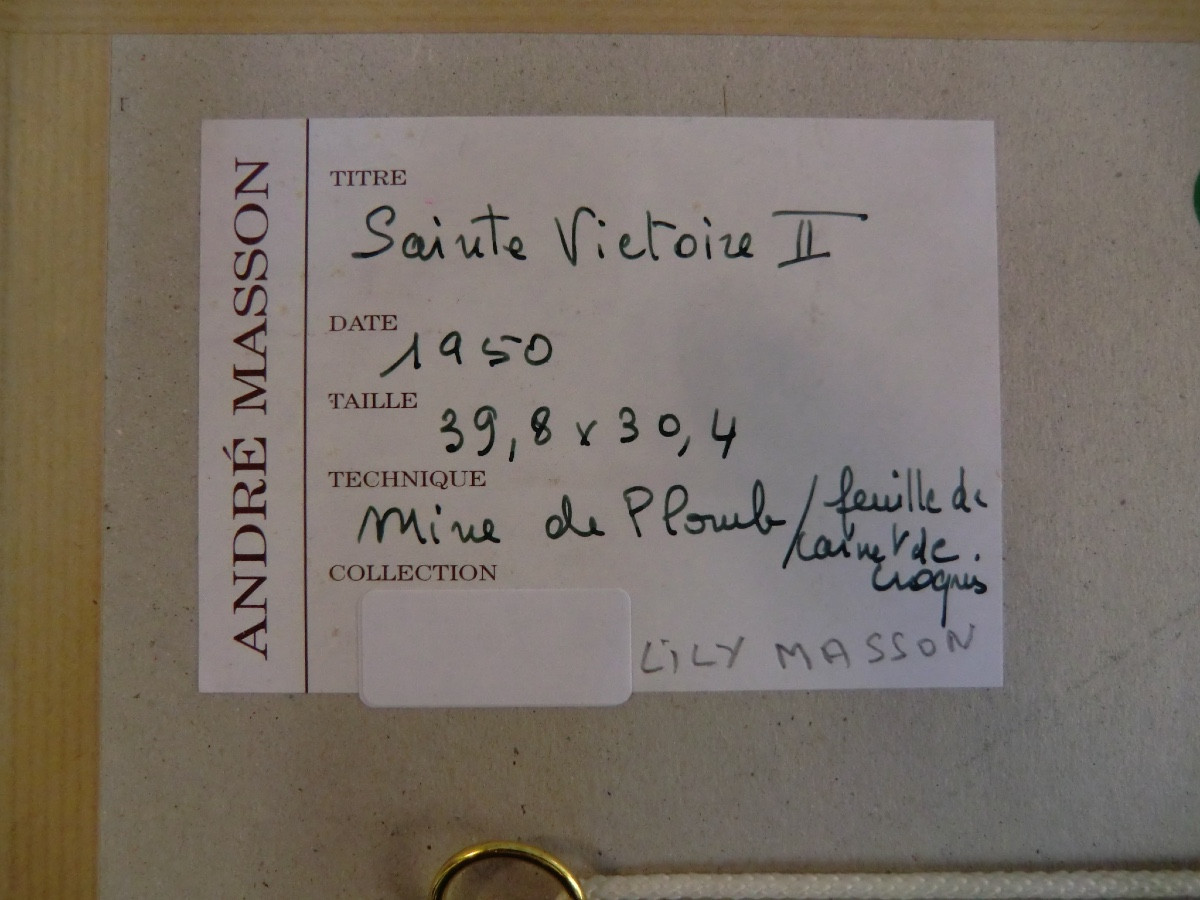 ANDRÉ MASSON
TITRE
Sainte Victoire II
DATE
1950
TAILLE
39,8 x 30,4
TECHNIQUE
Mine de Plomb / feuille de
carnet de
croquis
COLLECTION
LiLY MASSON